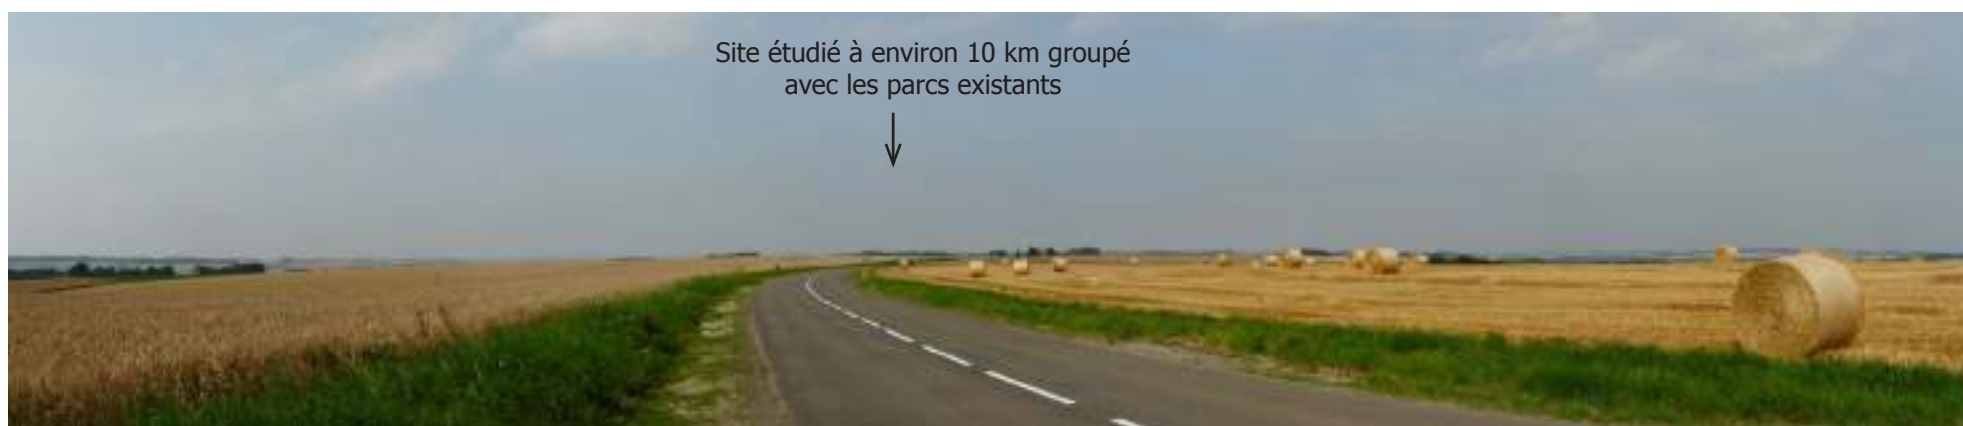 Site étudié à environ 10 km groupé
avec les parcs existants